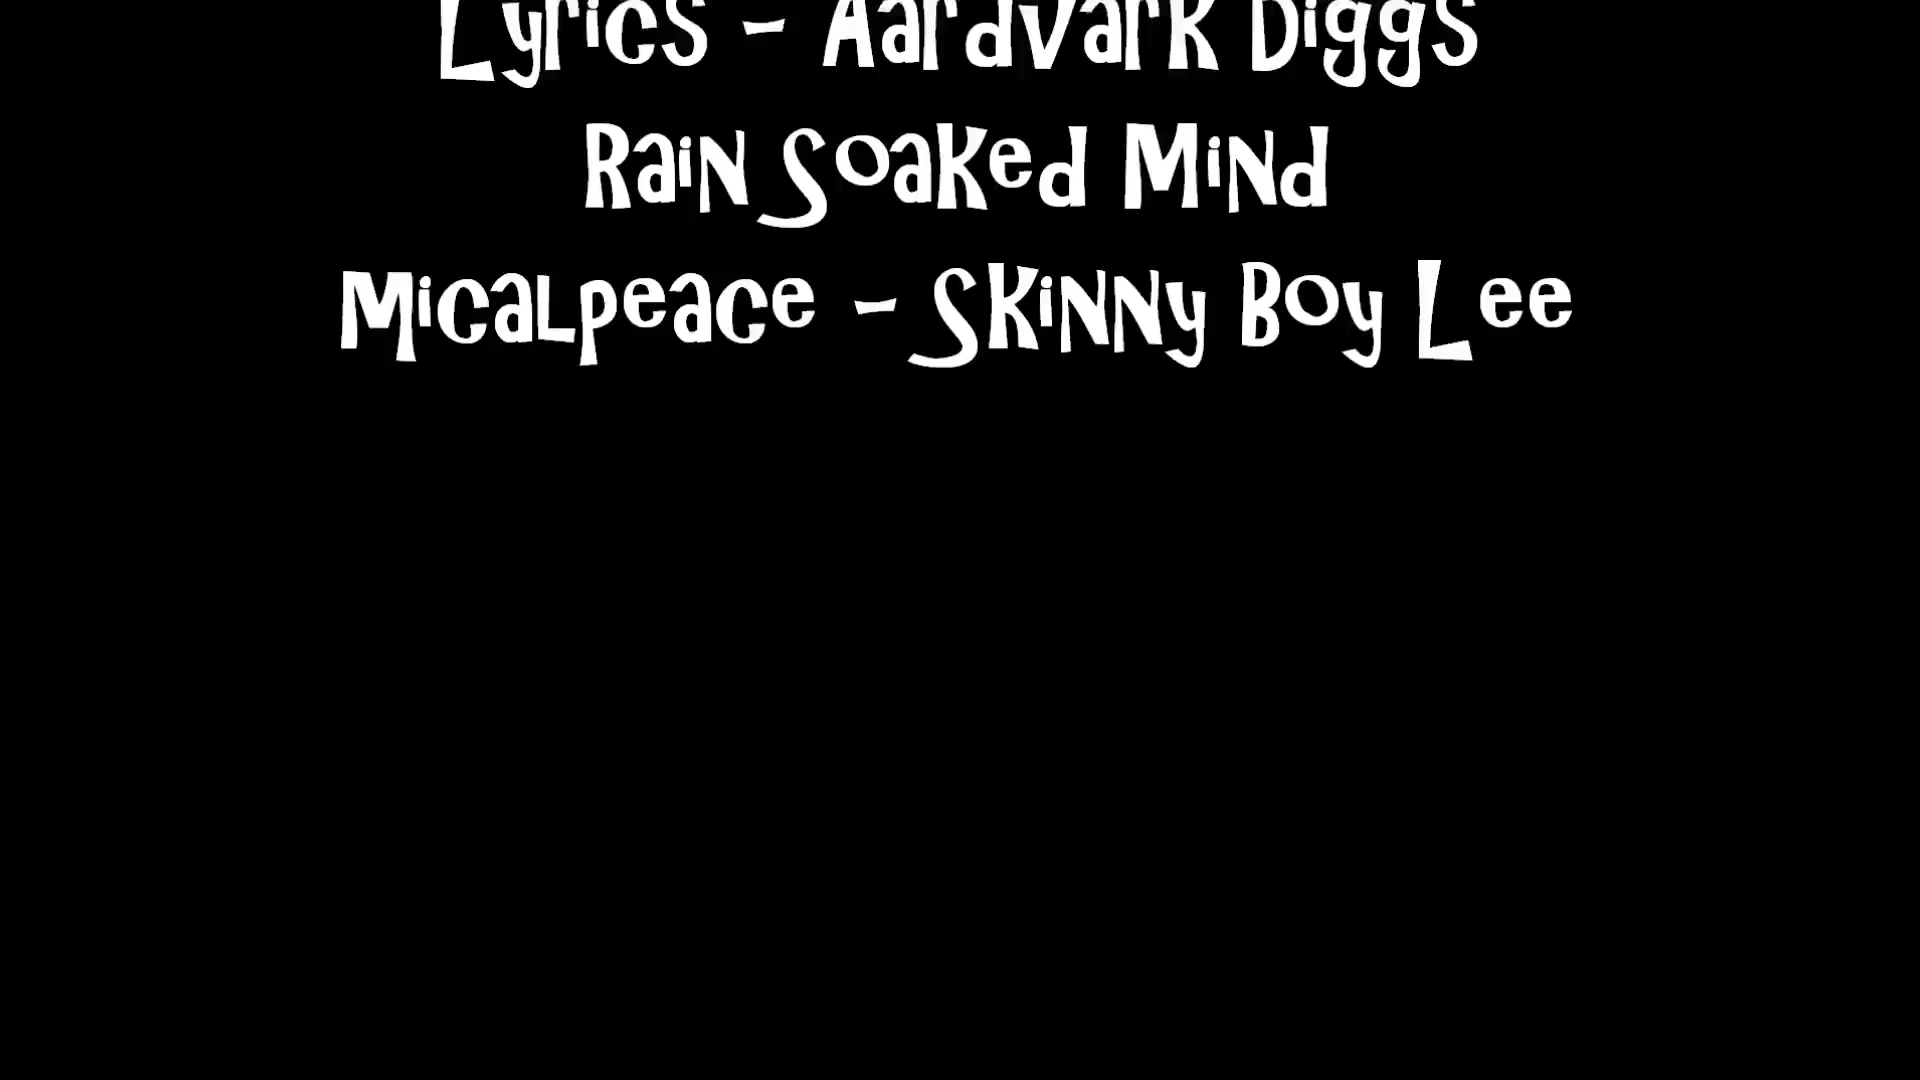 Lyrics - Aardvark Diggs
Rain Soaked Mind
Micalpeace - Skinny Boy Lee